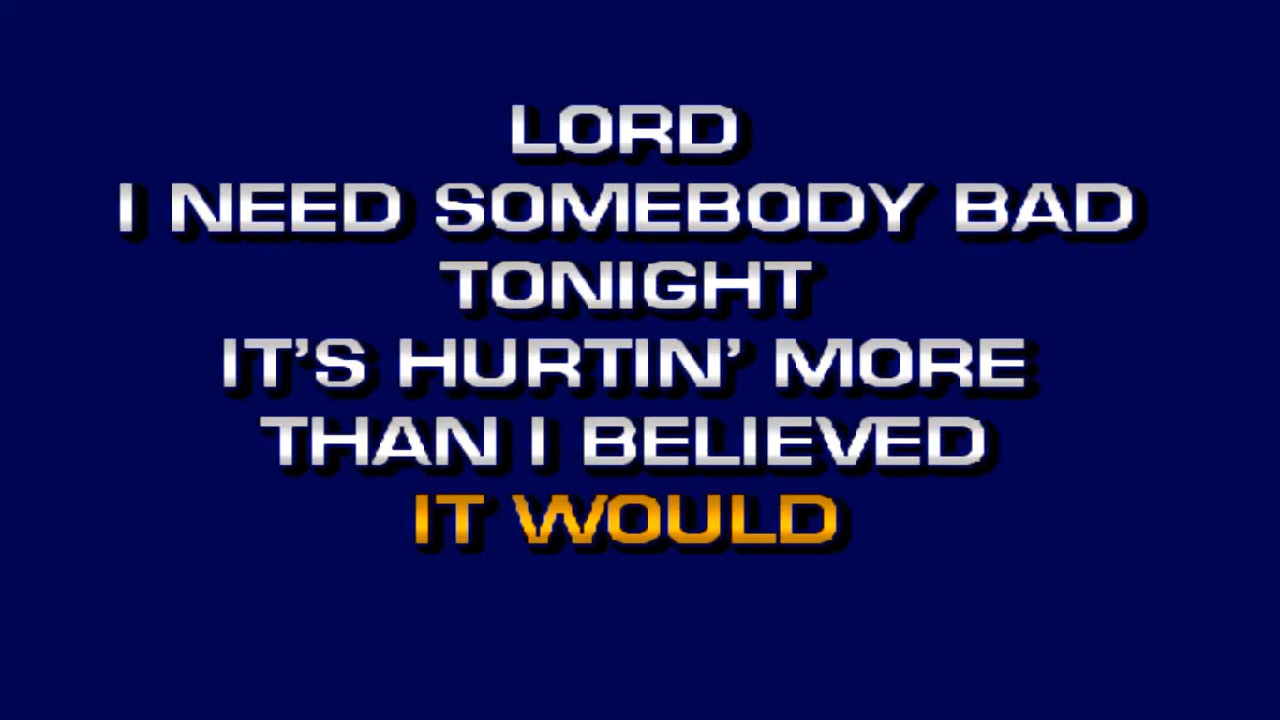 LORD
I NEED SOMEBODY BAD
TONIGHT
IT'S HURTIN' MORE
THAN I BELIEVED
IT WOULD